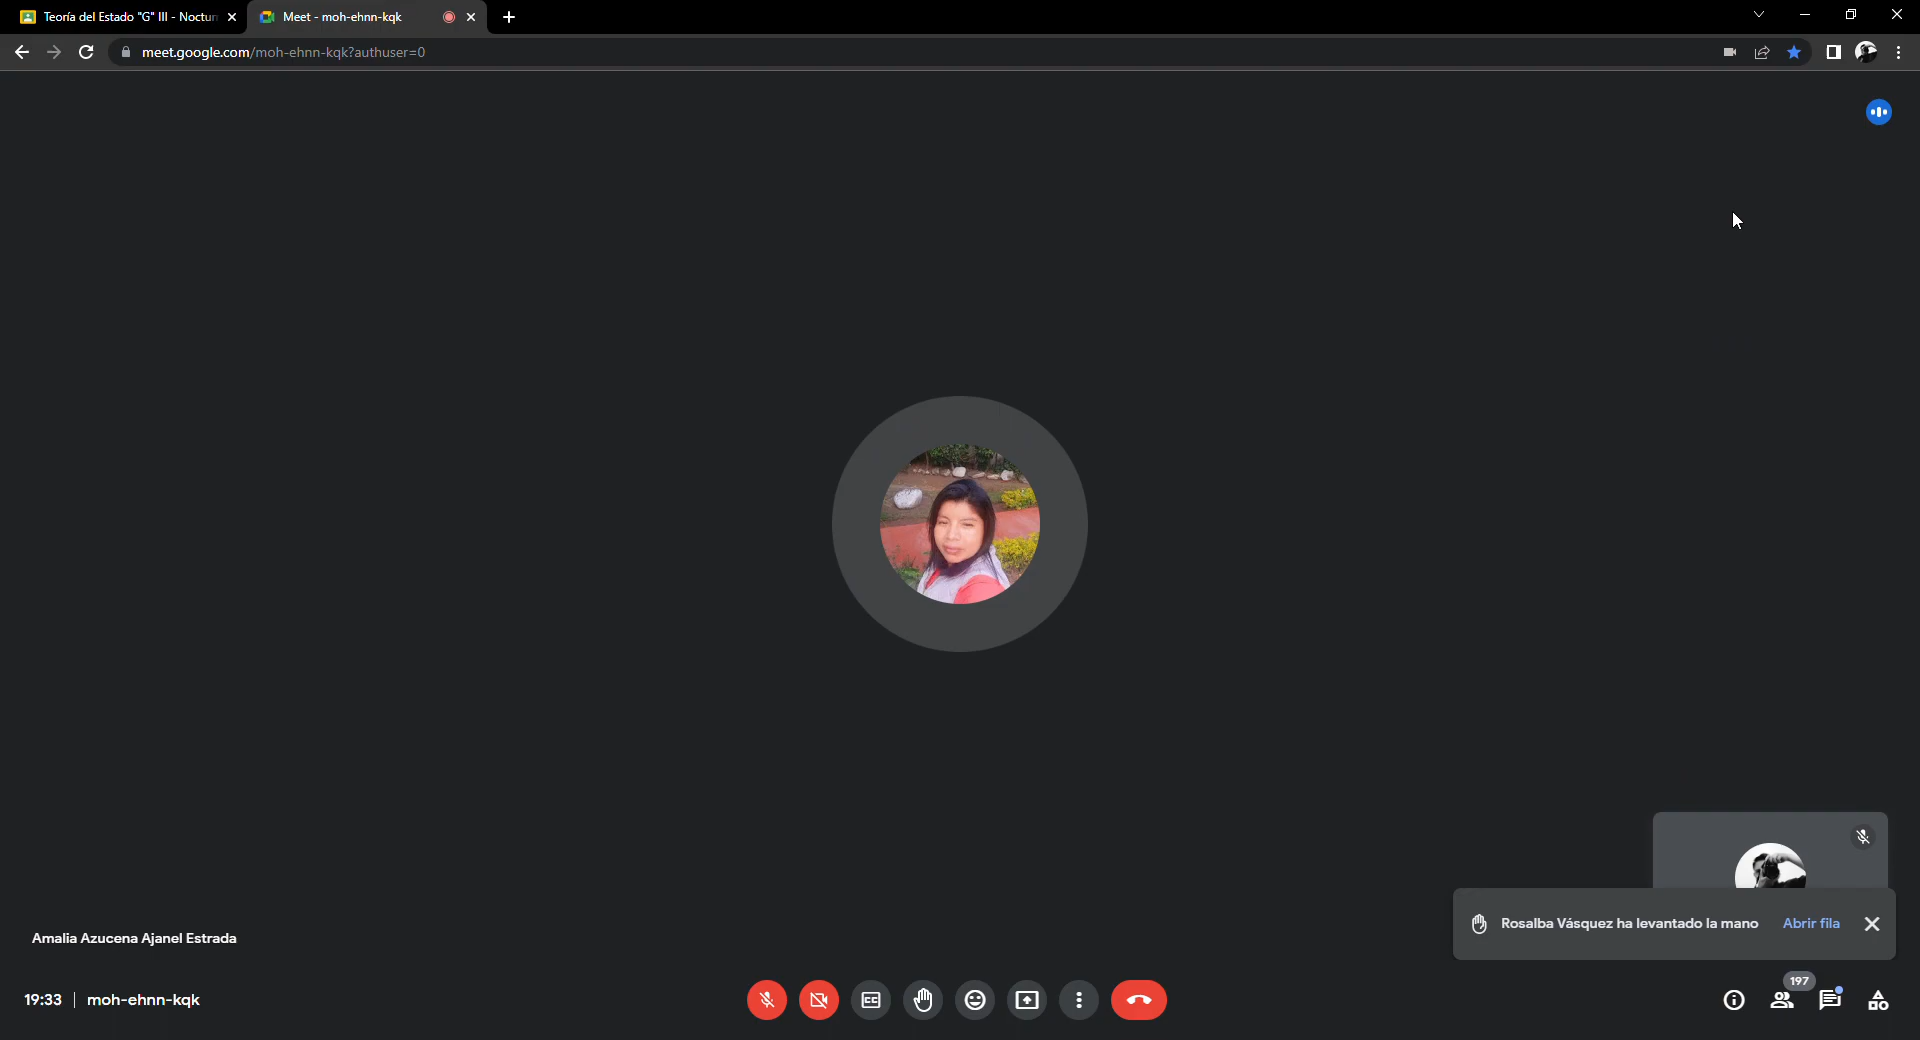 Teoría del Estado "G" III - Noctur
Meet - moh-ehnn-kqk
meet.google.com/moh-ehnn-kqk?authuser=0
Rosalba Vásquez ha levantado la mano Abrir fila
Amalia Azucena Ajanel Estrada
197
19:33 | moh-ehnn-kqk
CC